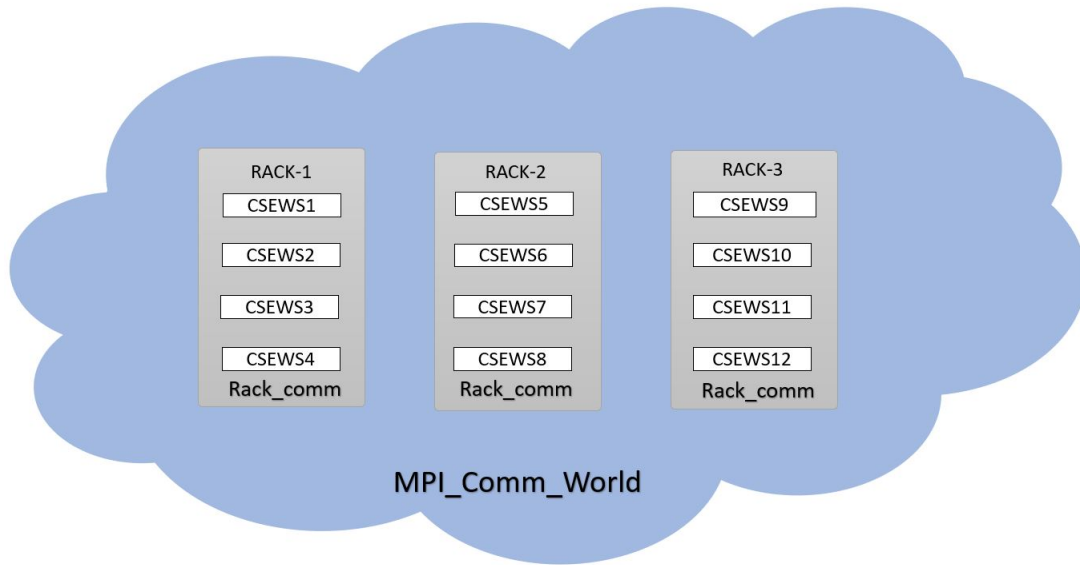 RACK-1
CSEWS1
CSEWS2
CSEWS3
CSEWS4
Rack_comm
RACK-2
CSEWS5
CSEWS6
CSEWS7
CSEWS8
Rack_comm
RACK-3
CSEWS9
CSEWS10
CSEWS11
CSEWS12
Rack_comm
MPI_Comm_World